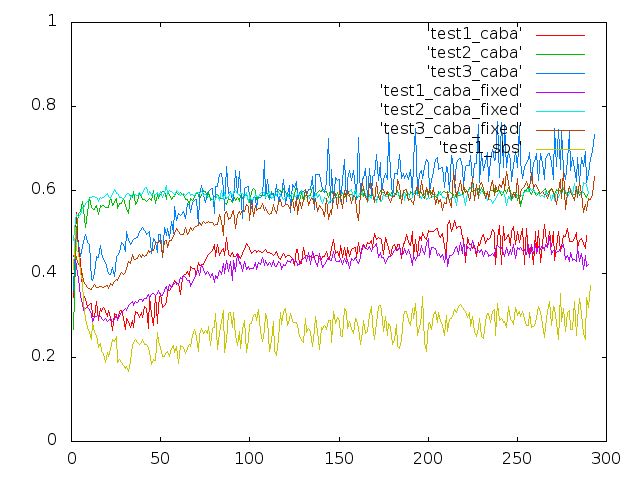 1
0.8
0.6
0.4
0.2
0
0 50 100 150 200 250 300
'test1_caba'
'test2_caba'
'test3_caba'
'test1_caba_fixed'
'test2_caba_fixed'
'test3_caba_fixed'
'test1_sbs'